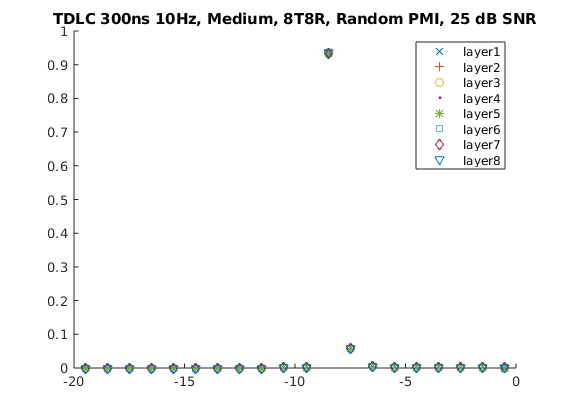 TDLC 300ns 10Hz, Medium, 8T8R, Random PMI, 25 dB SNR
1
0.9
0.8
0.7
0.6
0.5
0.4
0.3
0.2
0.1
0
-20
-15
-10
-5
0
layer1
layer2
layer3
layer4
layer5
layer6
layer7
layer8